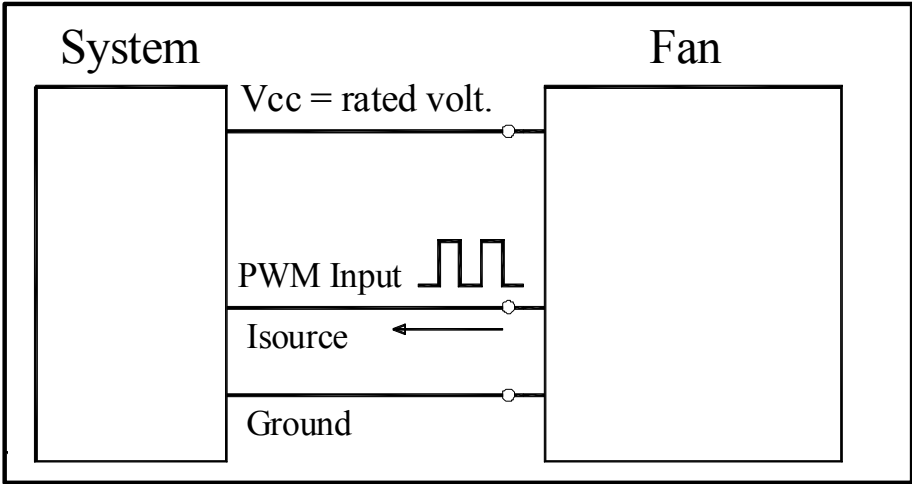 System
Fan
Vcc = rated volt.
PWM Input
Isource
Ground